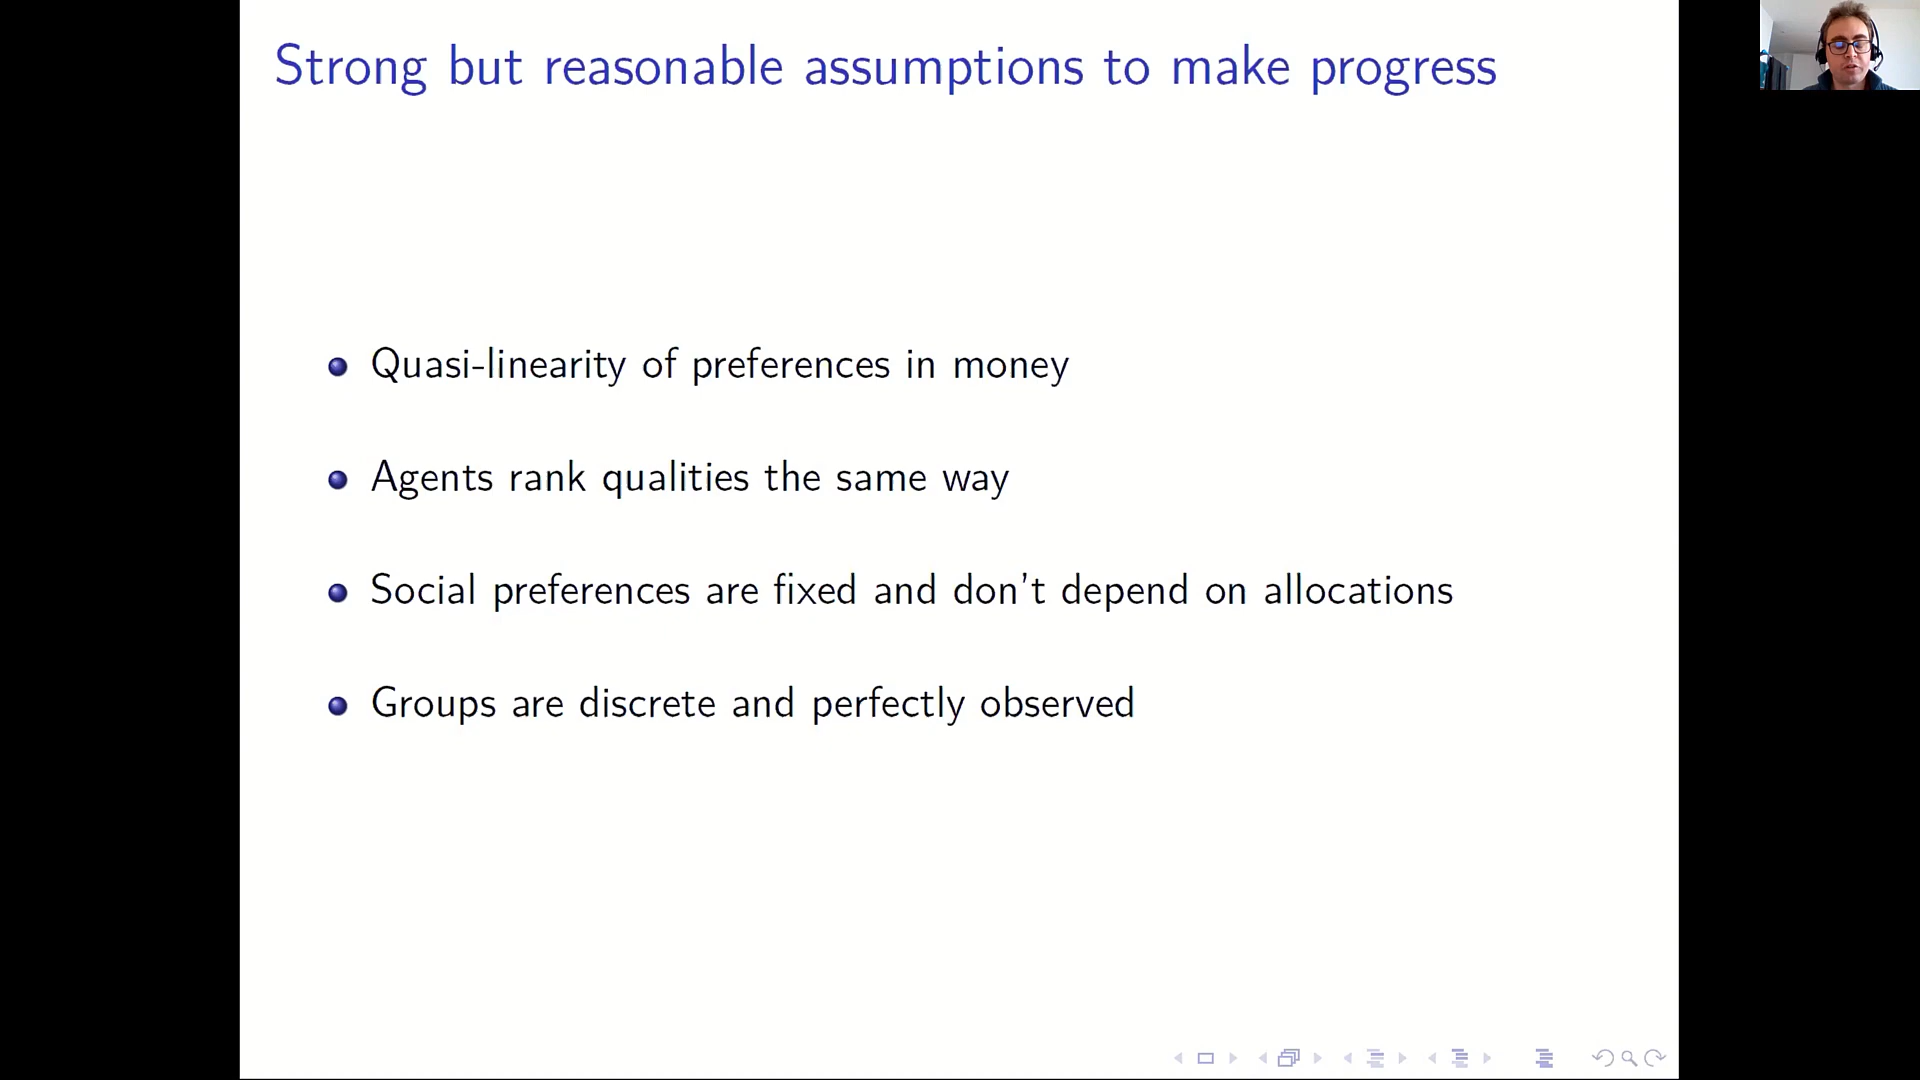 Strong but reasonable assumptions to make progress
Quasi-linearity of preferences in money
Agents rank qualities the same way
Social preferences are fixed and don't depend on allocations
Groups are discrete and perfectly observed